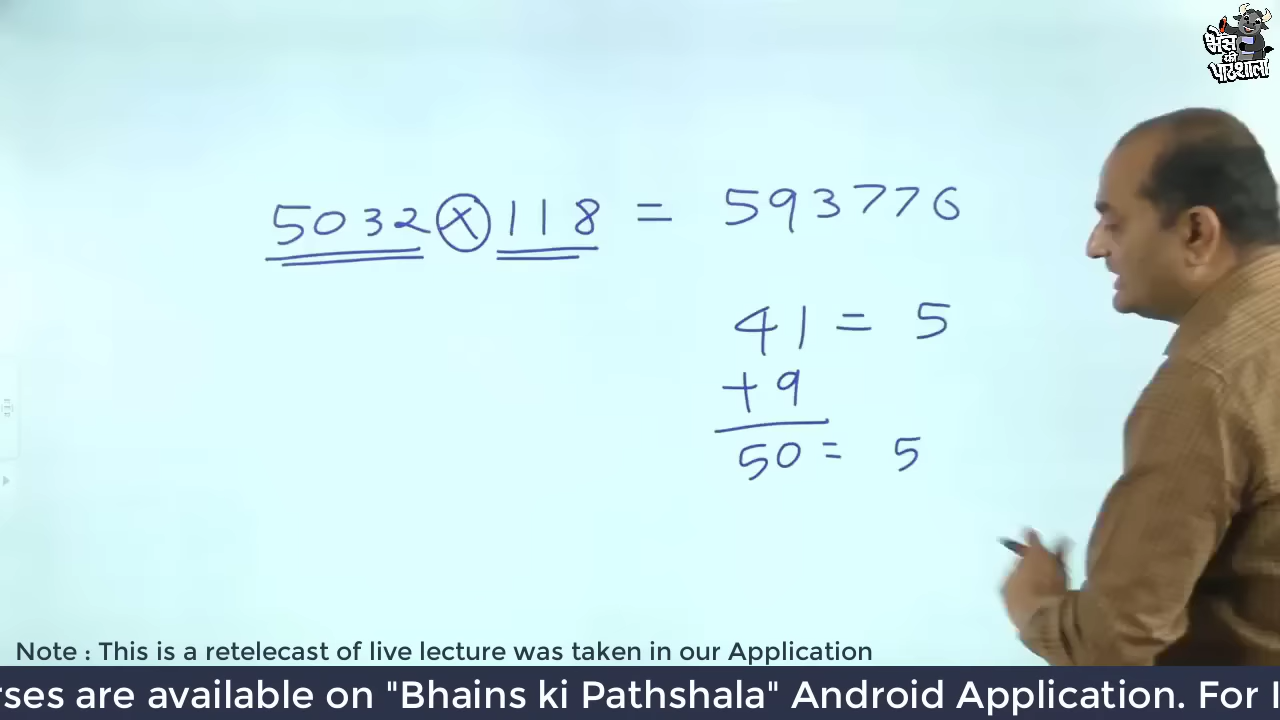 भैंस
की
पाठशाला
5032 ⊗ 118 = 593776
41 = 5
+ 9
50 = 5
Note : This is a retelecast of live lecture was taken in our Application
rses are available on "Bhains ki Pathshala" Android Application. For